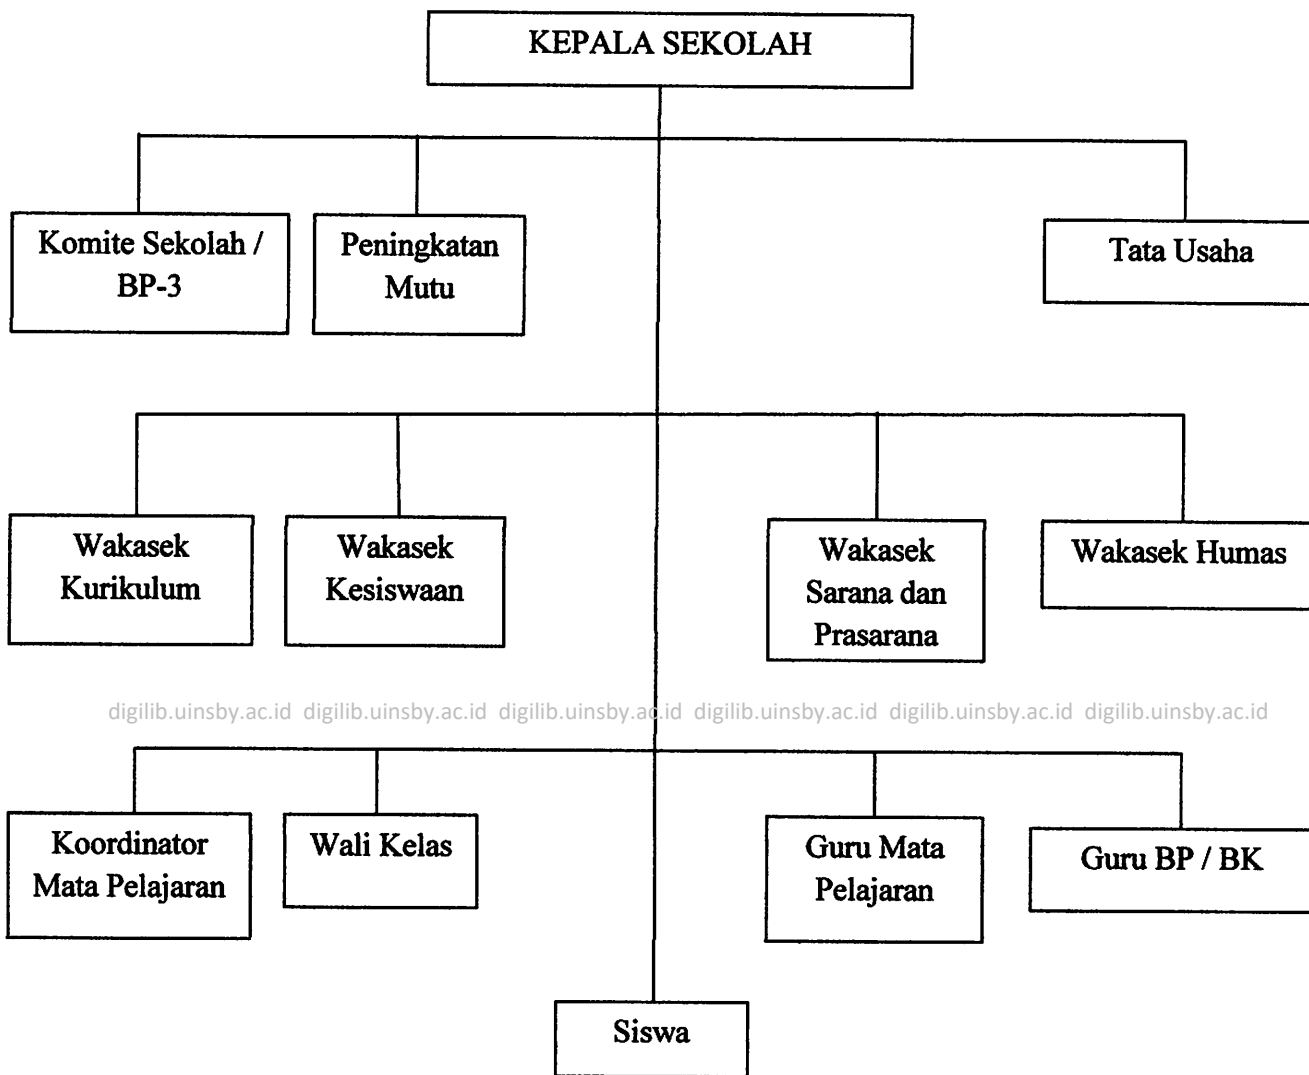 KEPALA SEKOLAH
Komite Sekolah /
BP-3
Peningkatan
Mutu
Tata Usaha
Wakasek
Kurikulum
Wakasek
Kesiswaan
Wakasek
Sarana dan
Prasarana
Wakasek Humas
digilib.uinsby.ac.id digilib.uinsby.ac.id digilib.uinsby.ac.id digilib.uinsby.ac.id digilib.uinsby.ac.id digilib.uinsby.ac.id
Koordinator
Mata Pelajaran
Wali Kelas
Guru Mata
Pelajaran
Guru BP / BK
Siswa